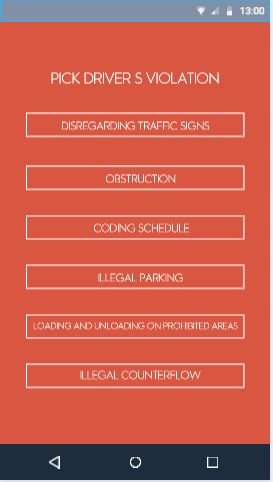 13:00
PICK DRIVER S VIOLATION
DISREGARDING TRAFFIC SIGNS
OBSTRUCTION
CODING SCHEDULE
ILLEGAL PARKING
LOADING AND UNLOADING ON PROHIBITED AREAS
ILLEGAL COUNTERFLOW